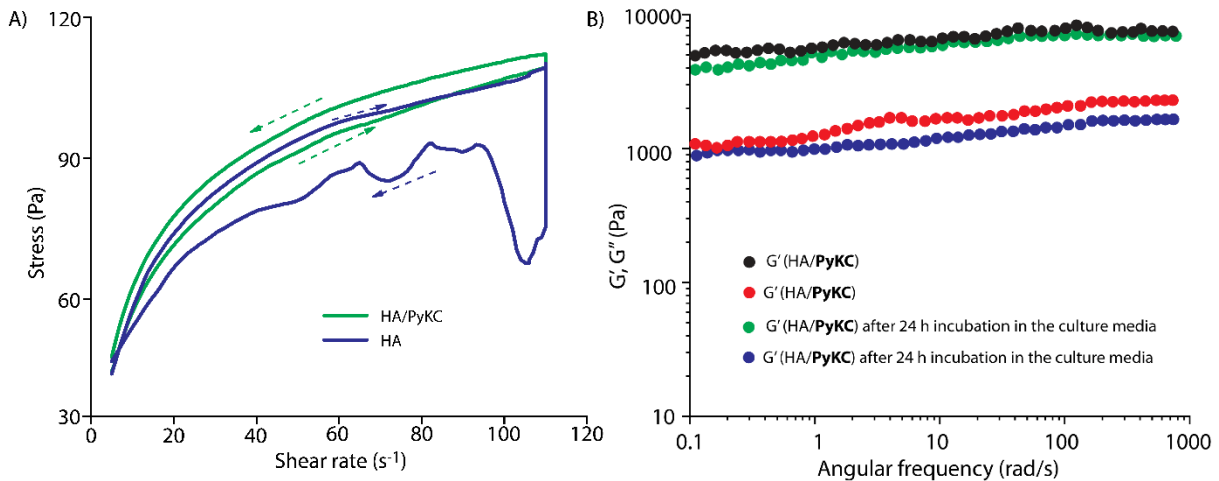 A)
120
90
60
30
Stress (Pa)
HA/PyKC
HA
0 20 40 60 80 100 120
Shear rate (s⁻¹)
B)
10000
1000
100
10
G′, G″ (Pa)
G′ (HA/PyKC)
G′ (HA/PyKC)
G′ (HA/PyKC) after 24 h incubation in the culture media
G′ (HA/PyKC) after 24 h incubation in the culture media
0.1 1 10 100 1000
Angular frequency (rad/s)